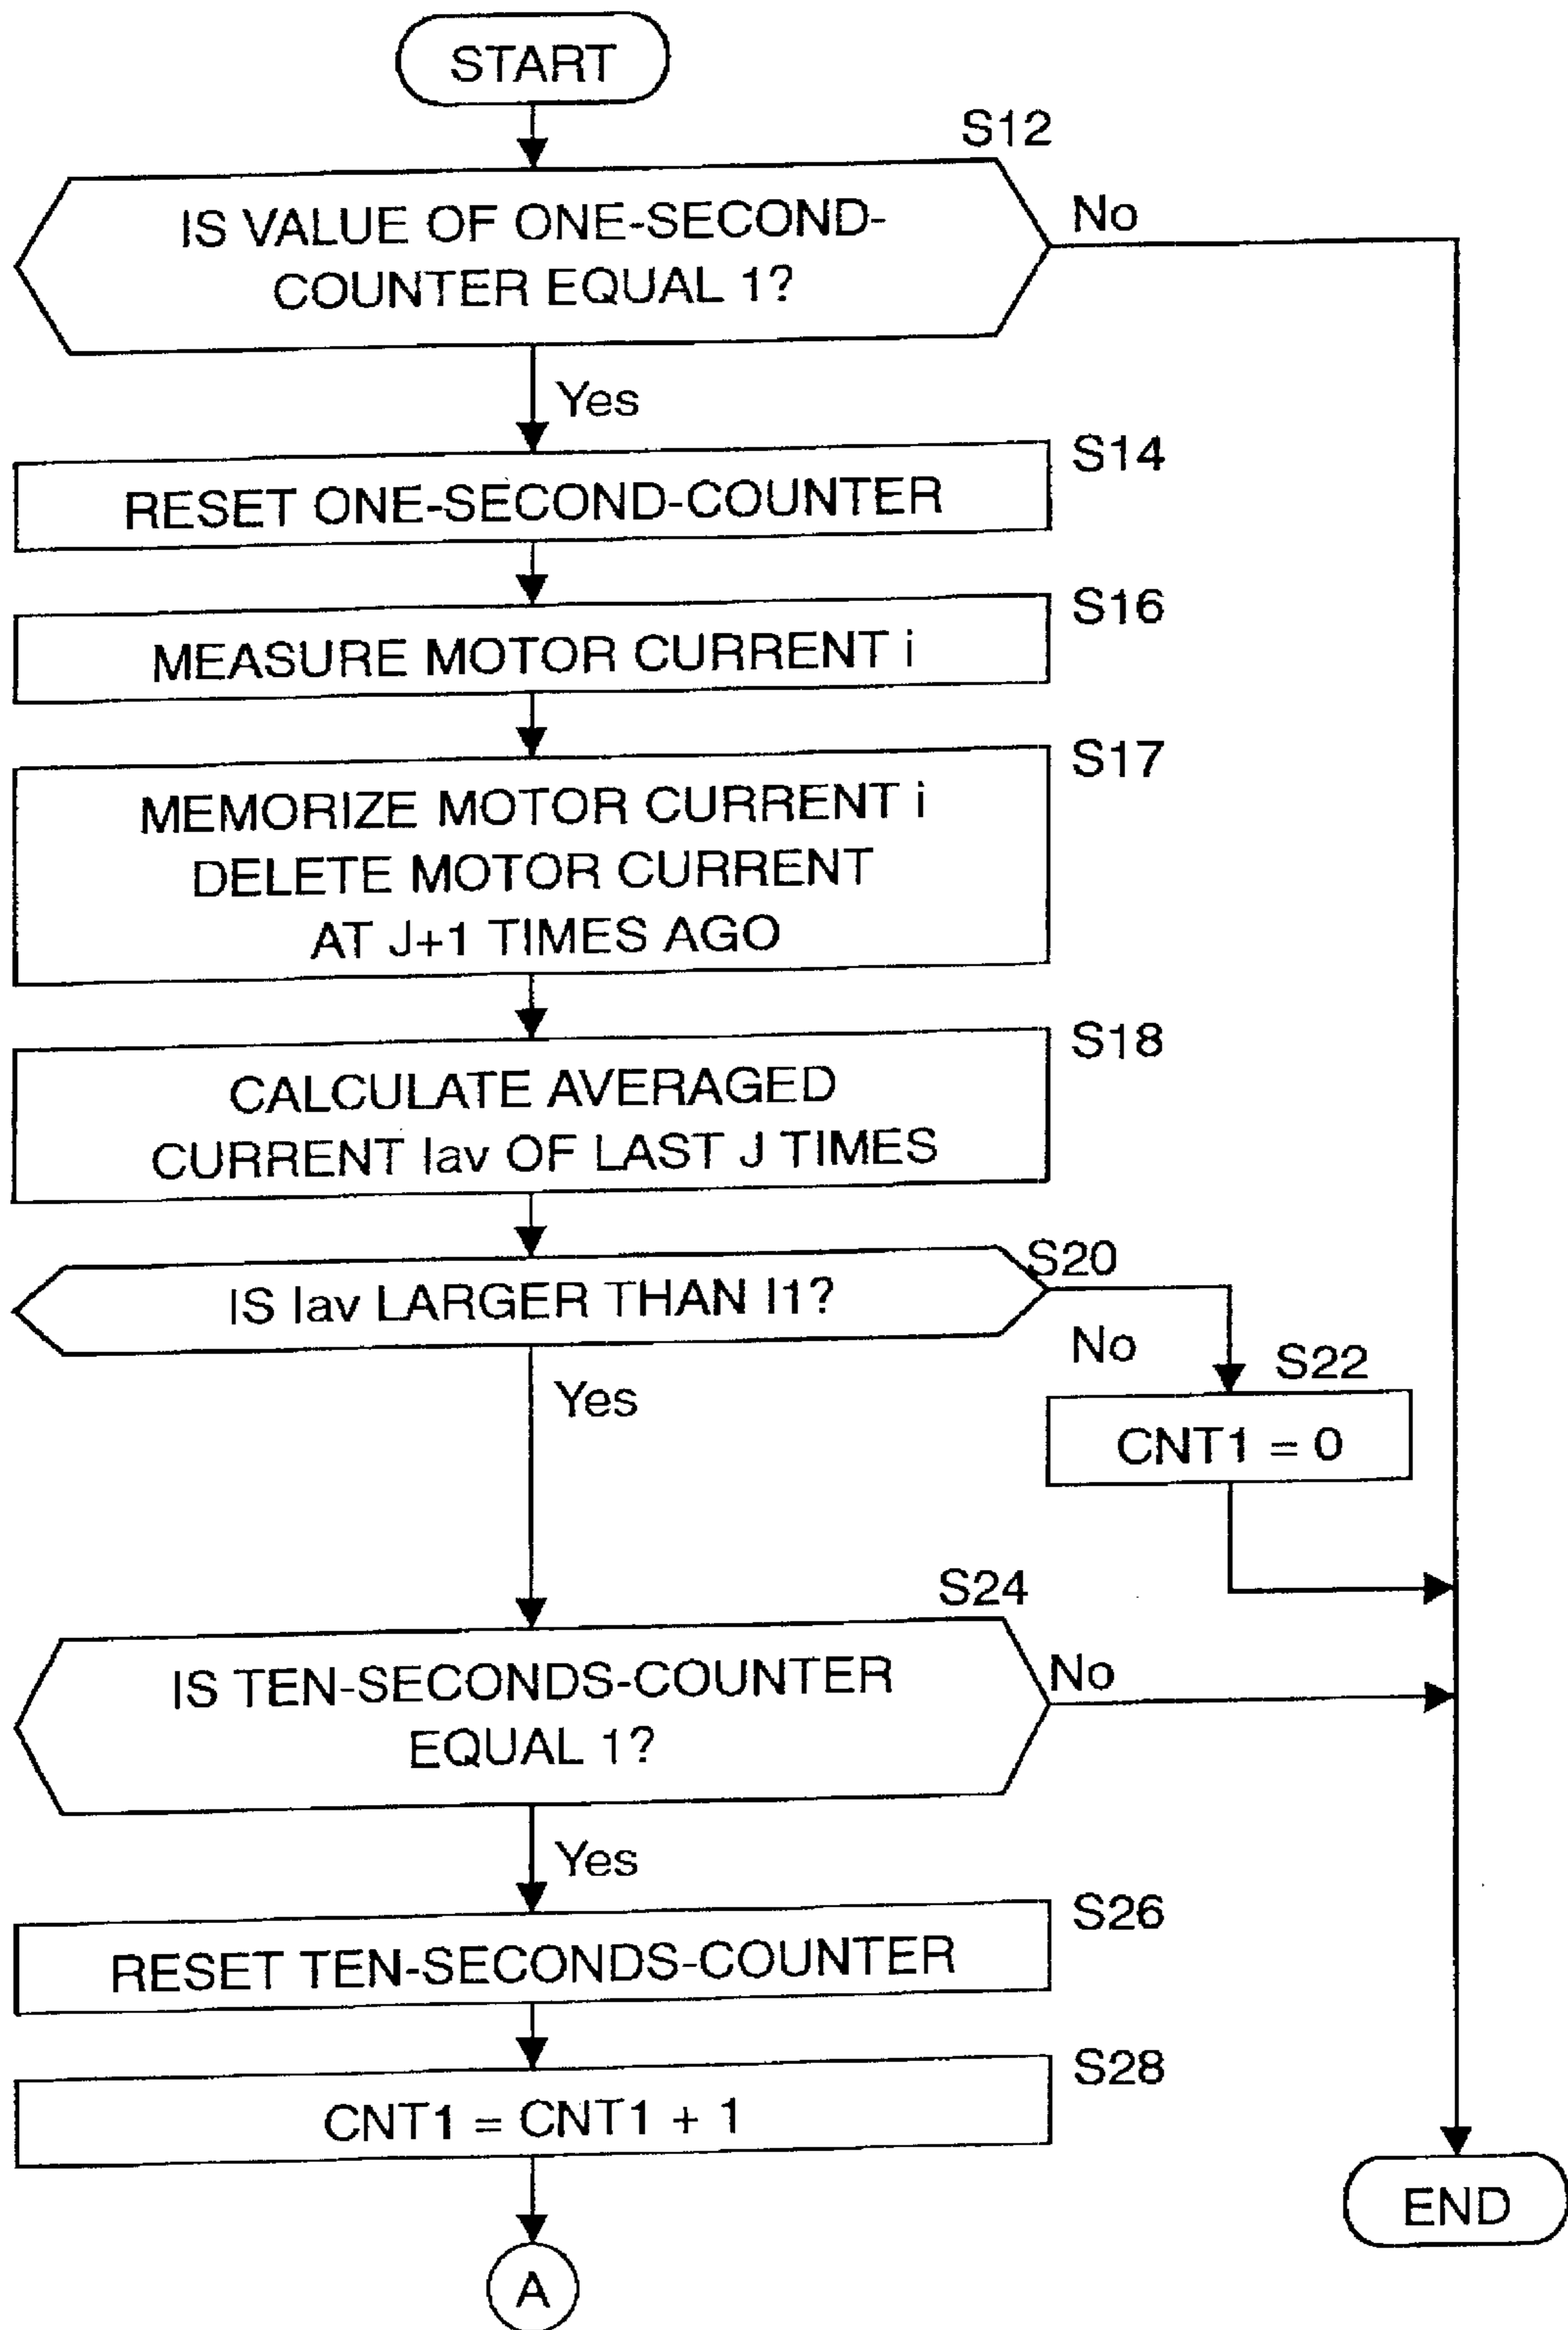 START
S12
IS VALUE OF ONE-SECOND-
COUNTER EQUAL 1?
No
Yes
S14
RESET ONE-SECOND-COUNTER
S16
MEASURE MOTOR CURRENT i
S17
MEMORIZE MOTOR CURRENT i
DELETE MOTOR CURRENT
AT J+1 TIMES AGO
S18
CALCULATE AVERAGED
CURRENT Iav OF LAST J TIMES
S20
IS Iav LARGER THAN I1?
No
Yes
S22
CNT1 = 0
S24
IS TEN-SECONDS-COUNTER
EQUAL 1?
No
Yes
S26
RESET TEN-SECONDS-COUNTER
S28
CNT1 = CNT1 + 1
END
A